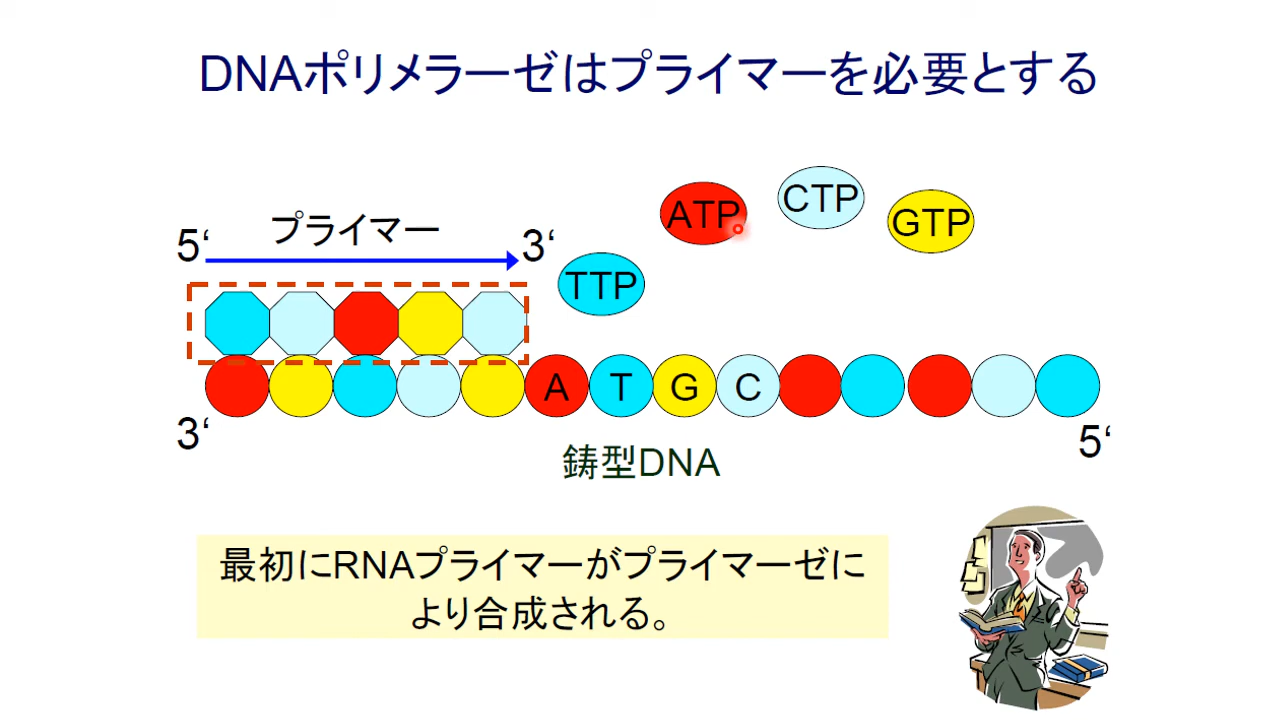 DNAポリメラーゼはプライマーを必要とする
ATP
CTP
GTP
5‘
プライマー
3‘
TTP
A
T
G
C
3‘
5‘
鋳型DNA
最初にRNAプライマーがプライマーゼに
より合成される。